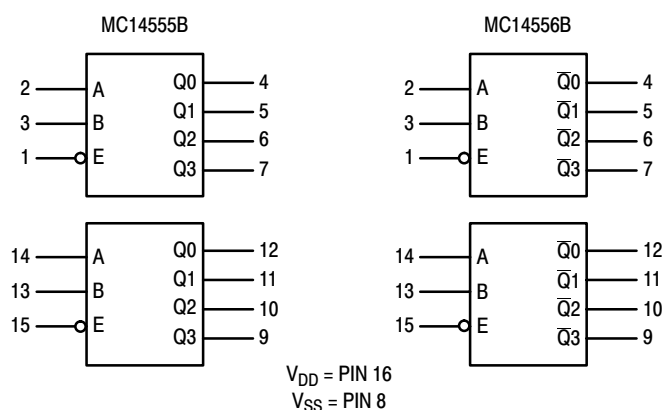 MC14555B
2 A Q0 4
Q1 5
3 B
Q2 6
1 E
Q3 7
14 A Q0 12
Q1 11
13 B
Q2 10
15 E
Q3 9
MC14556B
2 A Q̅0 4
Q̅1 5
3 B
Q̅2 6
1 E
Q̅3 7
14 A Q̅0 12
Q̅1 11
13 B
Q̅2 10
15 E
Q̅3 9
VDD = PIN 16
VSS = PIN 8